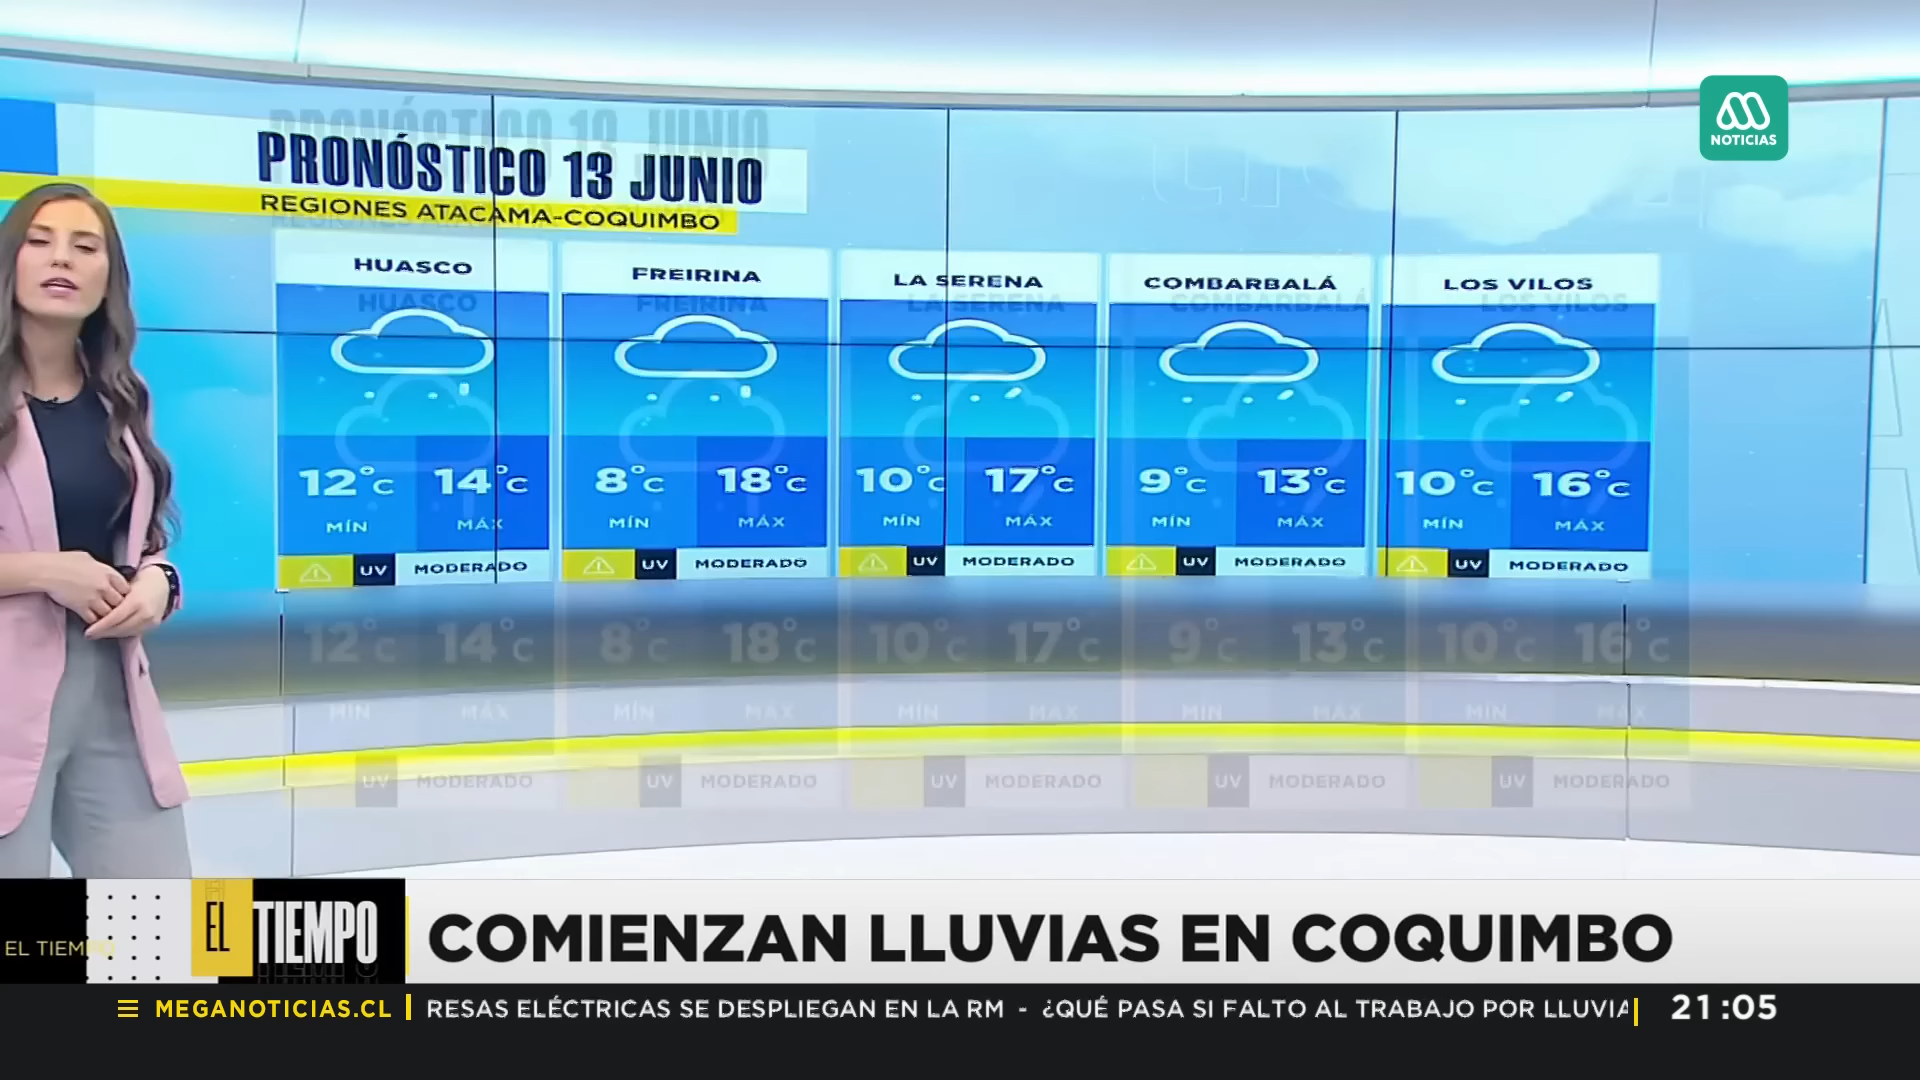 NOTICIAS
PRONÓSTICO 13 JUNIO
REGIONES ATACAMA-COQUIMBO
HUASCO
12°C 14°C
MÍN MÁX
UV MODERADO
FREIRINA
8°C 18°C
MÍN MÁX
UV MODERADO
LA SERENA
10°C 17°C
MÍN MÁX
UV MODERADO
COMBARBALÁ
9°C 13°C
MÍN MÁX
UV MODERADO
LOS VILOS
10°C 16°C
MÍN MÁX
UV MODERADO
EL TIEMPO
EL TIEMPO
COMIENZAN LLUVIAS EN COQUIMBO
MEGANOTICIAS.CL
RESAS ELÉCTRICAS SE DESPLIEGAN EN LA RM - ¿QUÉ PASA SI FALTO AL TRABAJO POR LLUVIA
21:05